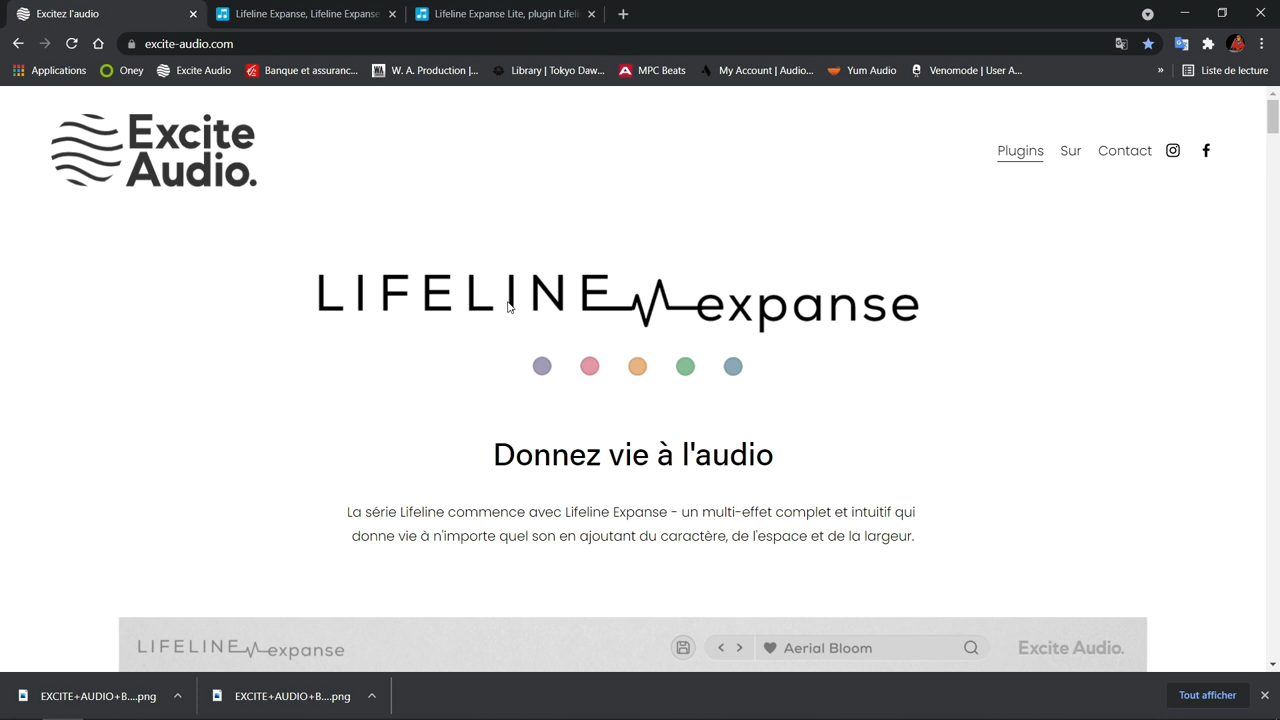 Excitez l'audio
Lifeline Expanse, Lifeline Expanse
Lifeline Expanse Lite, plugin Lifeli
excite-audio.com
Applications
Oney
Excite Audio
Banque et assuranc...
W. A. Production |...
Library | Tokyo Daw...
MPC Beats
My Account | Audio...
Yum Audio
Venomode | User A...
»
Liste de lecture
Excite
Audio.
Plugins
Sur
Contact
LIFELINE expanse
Donnez vie à l'audio
La série Lifeline commence avec Lifeline Expanse - un multi-effet complet et intuitif qui
donne vie à n'importe quel son en ajoutant du caractère, de l'espace et de la largeur.
LIFELINE expanse
Aerial Bloom
Excite Audio.
EXCITE+AUDIO+B....png
EXCITE+AUDIO+B....png
Tout afficher